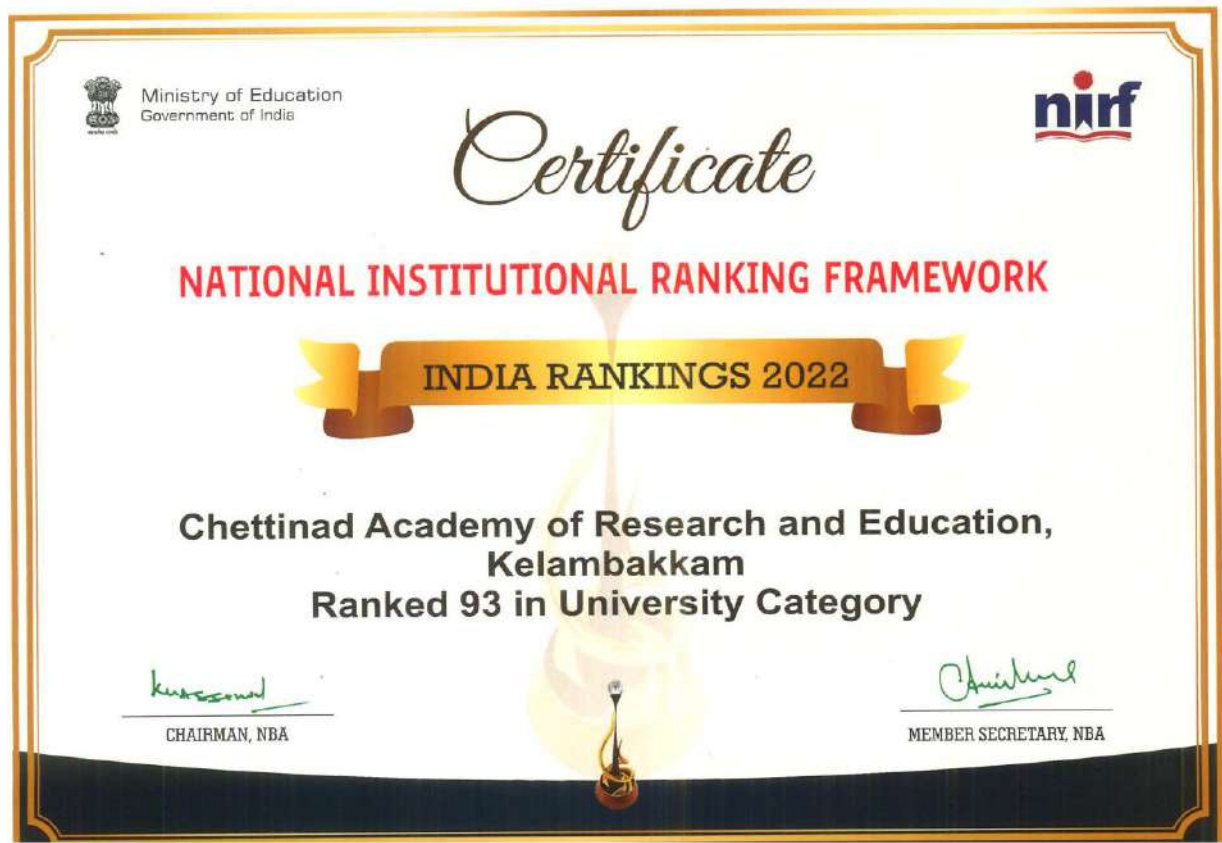 Ministry of Education
Government of India
nirf
Certificate
NATIONAL INSTITUTIONAL RANKING FRAMEWORK
INDIA RANKINGS 2022
Chettinad Academy of Research and Education,
Kelambakkam
Ranked 93 in University Category
CHAIRMAN, NBA
MEMBER SECRETARY, NBA